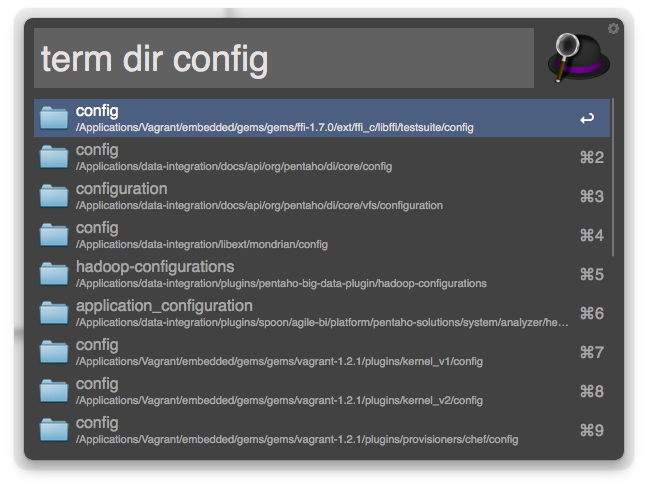 term dir config
config
/Applications/Vagrant/embedded/gems/gems/ffi-1.7.0/ext/ffi_c/libffi/testsuite/config
↩
config
/Applications/data-integration/docs/api/org/pentaho/di/core/config
⌘2
configuration
/Applications/data-integration/docs/api/org/pentaho/di/core/vfs/configuration
⌘3
config
/Applications/data-integration/libext/mondrian/config
⌘4
hadoop-configurations
/Applications/data-integration/plugins/pentaho-big-data-plugin/hadoop-configurations
⌘5
application_configuration
/Applications/data-integration/plugins/spoon/agile-bi/platform/pentaho-solutions/system/analyzer/he…
⌘6
config
/Applications/Vagrant/embedded/gems/gems/vagrant-1.2.1/plugins/kernel_v1/config
⌘7
config
/Applications/Vagrant/embedded/gems/gems/vagrant-1.2.1/plugins/kernel_v2/config
⌘8
config
/Applications/Vagrant/embedded/gems/gems/vagrant-1.2.1/plugins/provisioners/chef/config
⌘9